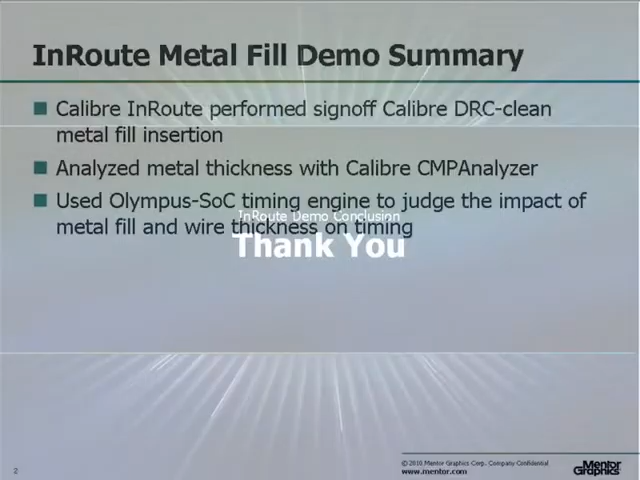 InRoute Metal Fill Demo Summary
Calibre InRoute performed signoff Calibre DRC-clean
metal fill insertion
Analyzed metal thickness with Calibre CMPAnalyzer
Used Olympus-SoC timing engine to judge the impact of
metal fill and wire thickness on timing
InRoute Demo Conclusion
Thank You
2
© 2010 Mentor Graphics Corp. Company Confidential
www.mentor.com
Mentor
Graphics